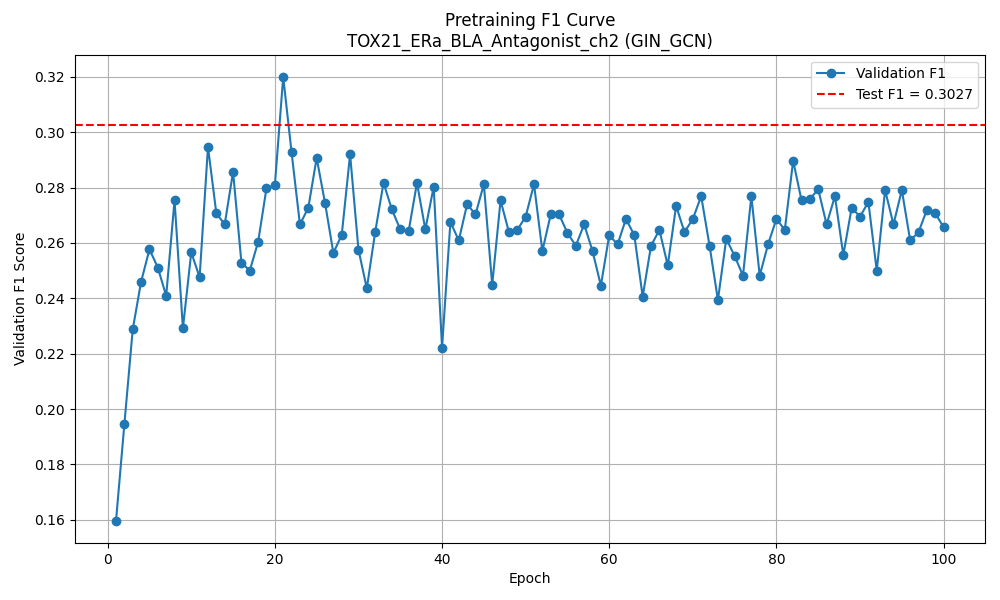 Pretraining F1 Curve
TOX21_ERa_BLA_Antagonist_ch2 (GIN_GCN)
Validation F1
Test F1 = 0.3027
Validation F1 Score
0.32
0.30
0.28
0.26
0.24
0.22
0.20
0.18
0.16
0 20 40 60 80 100
Epoch